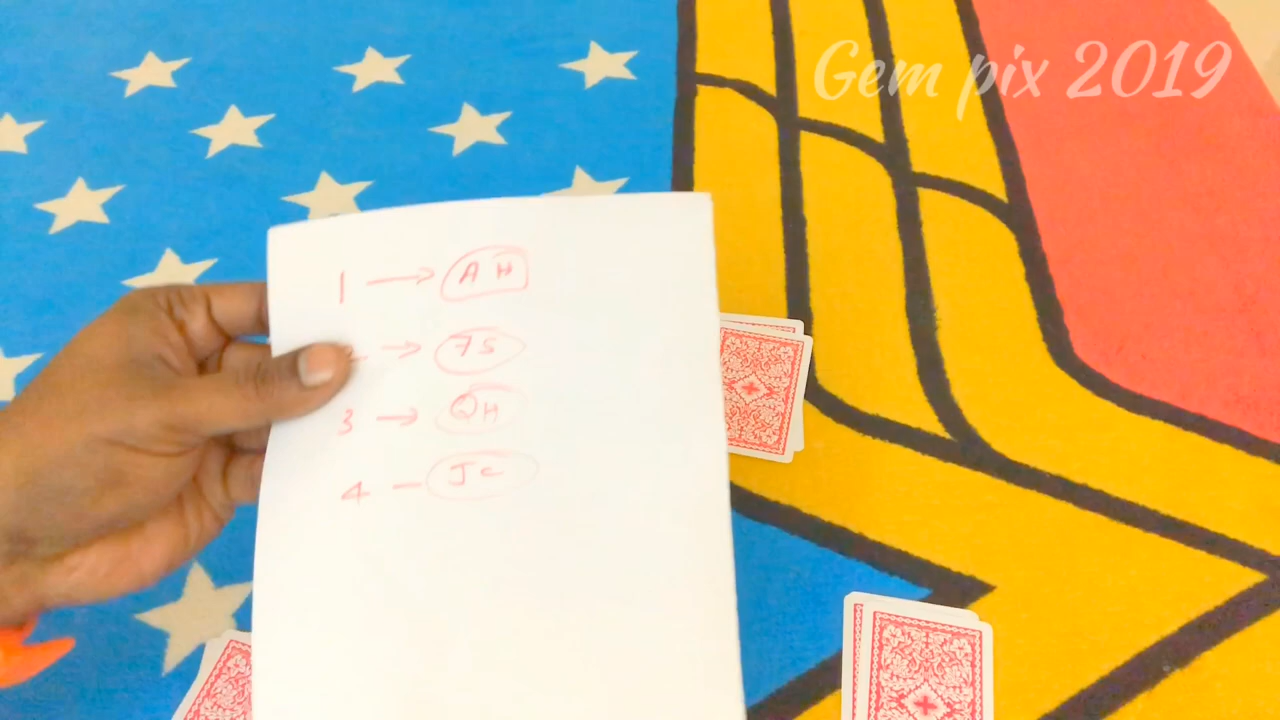 Gem pix 2019
1 → AH
→ 7S
3 → QH
4 – JC